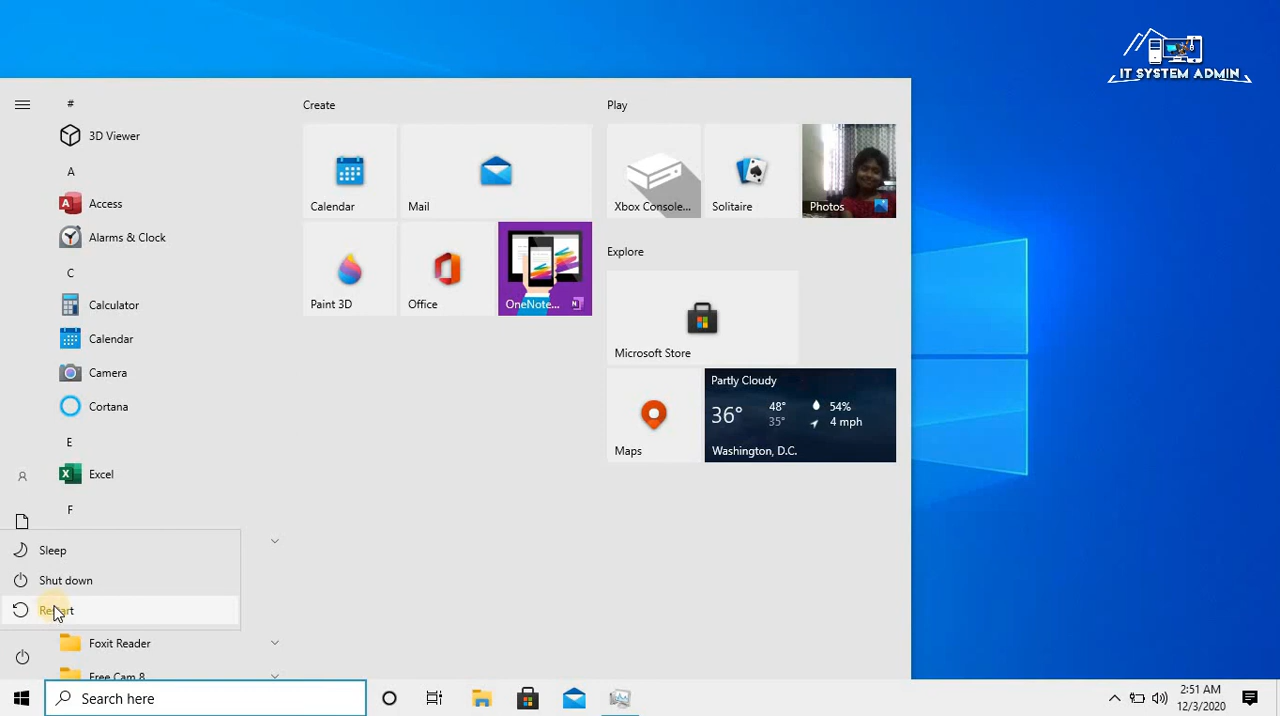 IT SYSTEM ADMIN
#
3D Viewer
A
Access
Alarms & Clock
C
Calculator
Calendar
Camera
Cortana
E
Excel
F
Sleep
Shut down
Restart
Foxit Reader
Free Cam 8
Create
Calendar
Mail
Paint 3D
Office
OneNote...
Play
Xbox Console...
Solitaire
Photos
Explore
Microsoft Store
Maps
Partly Cloudy
36° 48° 54%
35° 4 mph
Washington, D.C.
Search here
2:51 AM
12/3/2020